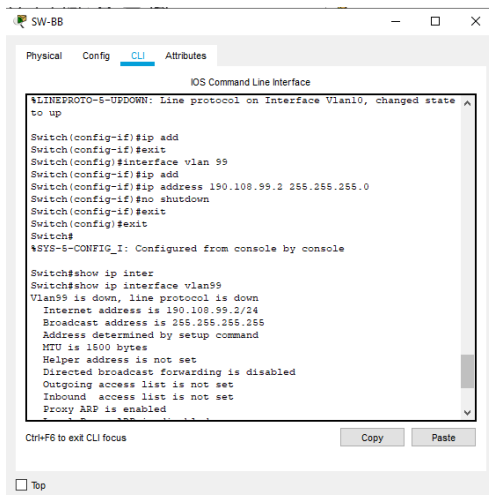 SW-BB
Physical Config CLI Attributes
IOS Command Line Interface
%LINEPROTO-5-UPDOWN: Line protocol on Interface Vlan10, changed state
to up
Switch(config-if)#ip add
Switch(config-if)#exit
Switch(config)#interface vlan 99
Switch(config-if)#ip add
Switch(config-if)#ip address 190.108.99.2 255.255.255.0
Switch(config-if)#no shutdown
Switch(config-if)#exit
Switch(config)#exit
Switch#
%SYS-5-CONFIG_I: Configured from console by console
Switch#show ip inter
Switch#show ip interface vlan99
Vlan99 is down, line protocol is down
Internet address is 190.108.99.2/24
Broadcast address is 255.255.255.255
Address determined by setup command
MTU is 1500 bytes
Helper address is not set
Directed broadcast forwarding is disabled
Outgoing access list is not set
Inbound access list is not set
Proxy ARP is enabled
Ctrl+F6 to exit CLI focus
Copy Paste
Top